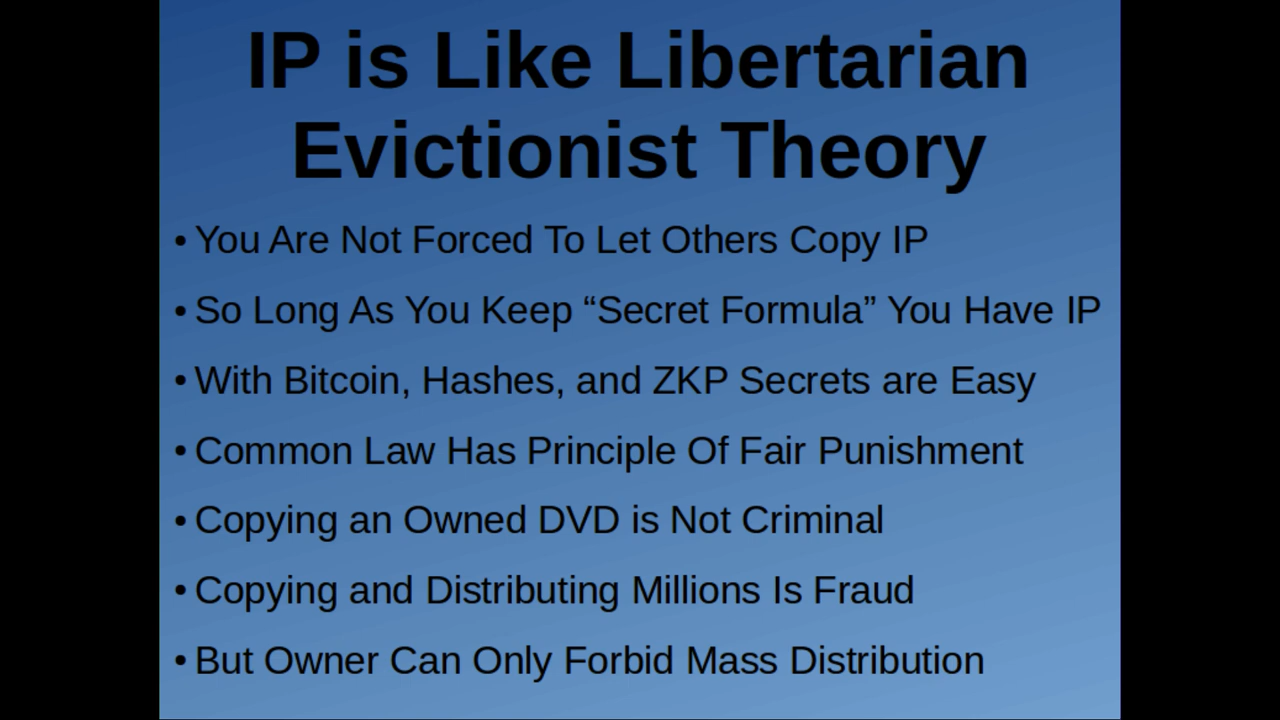 IP is Like Libertarian
Evictionist Theory
• You Are Not Forced To Let Others Copy IP
• So Long As You Keep “Secret Formula” You Have IP
• With Bitcoin, Hashes, and ZKP Secrets are Easy
• Common Law Has Principle Of Fair Punishment
• Copying an Owned DVD is Not Criminal
• Copying and Distributing Millions Is Fraud
• But Owner Can Only Forbid Mass Distribution